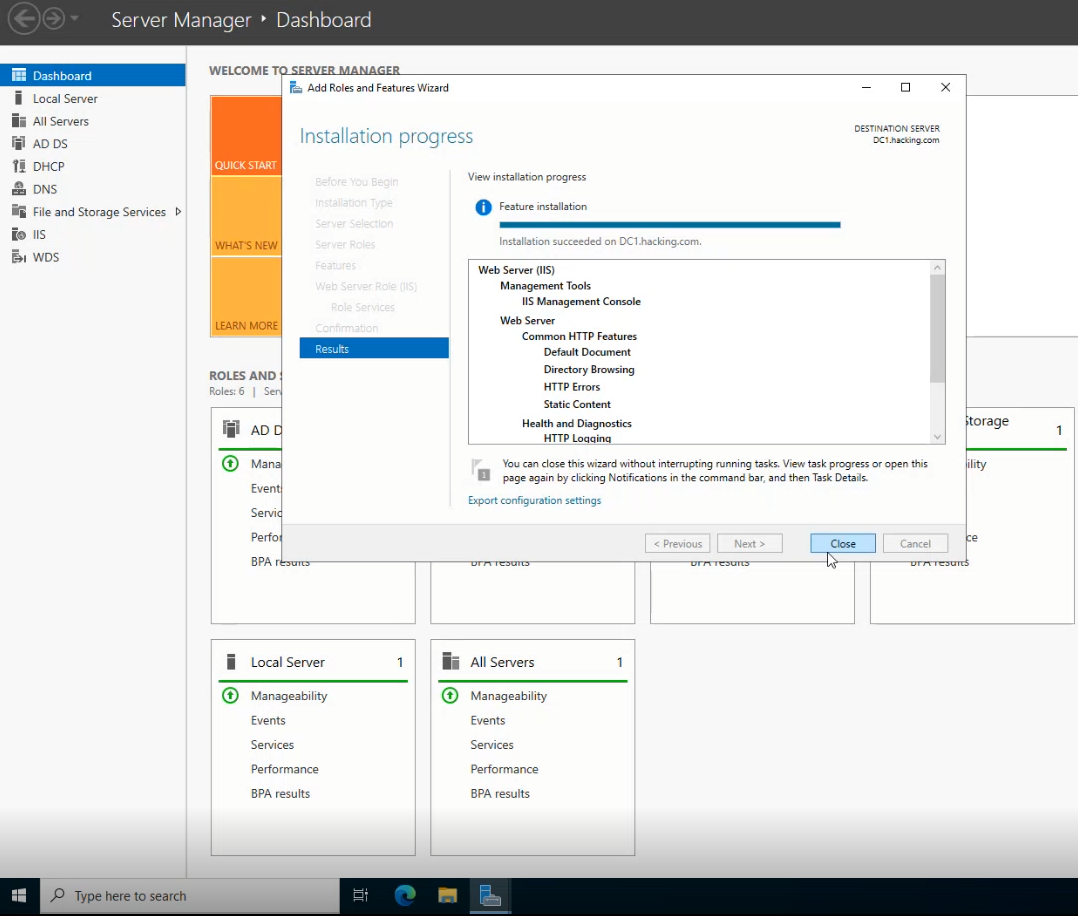 Server Manager ‣ Dashboard
Dashboard
Local Server
All Servers
AD DS
DHCP
DNS
File and Storage Services
IIS
WDS
WELCOME TO SERVER MANAGER
QUICK START
WHAT'S NEW
LEARN MORE
ROLES AND
Roles: 6 |
Add Roles and Features Wizard
Installation progress
DESTINATION SERVER
DC1.hacking.com
Before You Begin
Installation Type
Server Selection
Server Roles
Features
Web Server Role (IIS)
Role Services
Confirmation
Results
View installation progress
Feature installation
Installation succeeded on DC1.hacking.com.
Web Server (IIS)
Management Tools
IIS Management Console
Web Server
Common HTTP Features
Default Document
Directory Browsing
HTTP Errors
Static Content
Health and Diagnostics
HTTP Logging
1
You can close this wizard without interrupting running tasks. View task progress or open this
page again by clicking Notifications in the command bar, and then Task Details.
Export configuration settings
< Previous
Next >
Close
Cancel
AD D
Mana
Event
Servic
Perfor
BPA results
BPA results
BPA results
Storage
1
ility
ce
BPA results
Local Server 1
Manageability
Events
Services
Performance
BPA results
All Servers 1
Manageability
Events
Services
Performance
BPA results
Type here to search